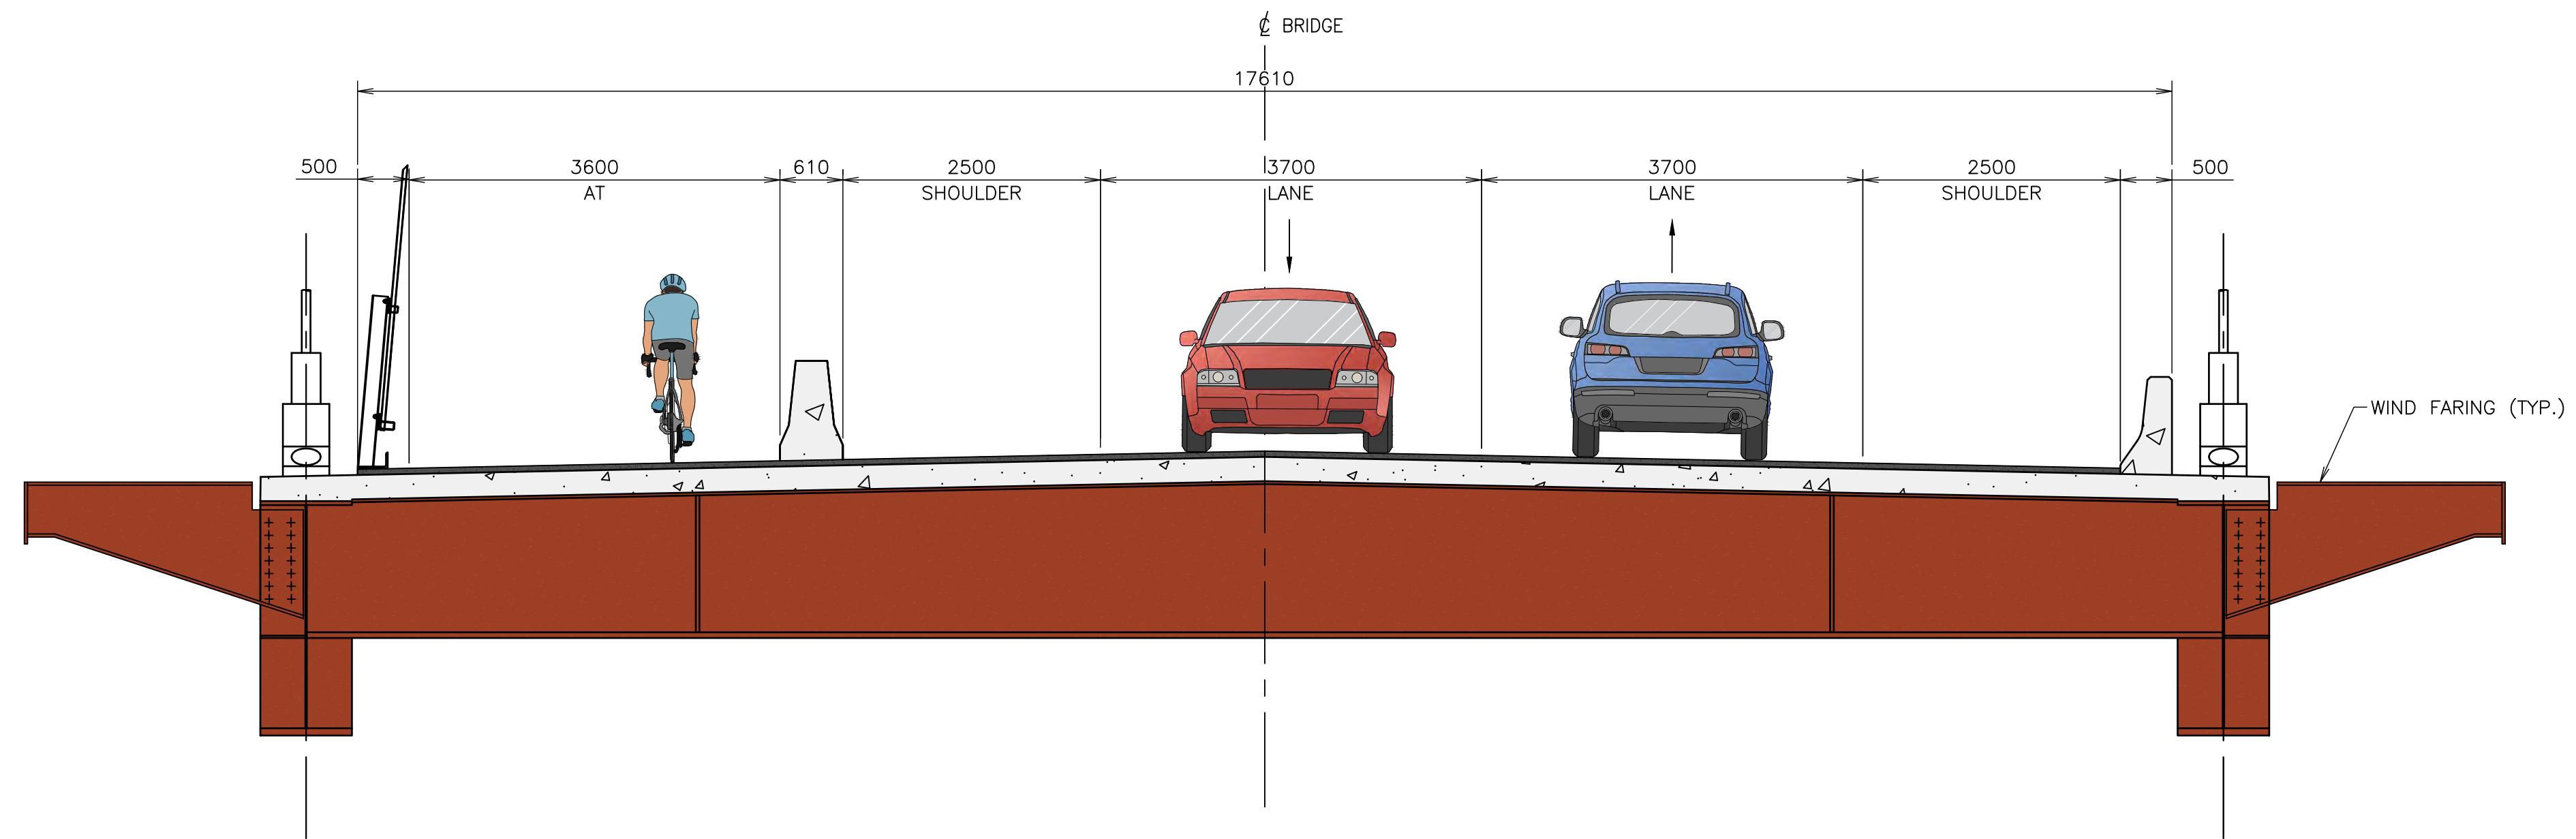 ℄ BRIDGE
17610
500 3600 610 2500 3700 3700 2500 500
AT SHOULDER LANE LANE SHOULDER
WIND FARING (TYP.)